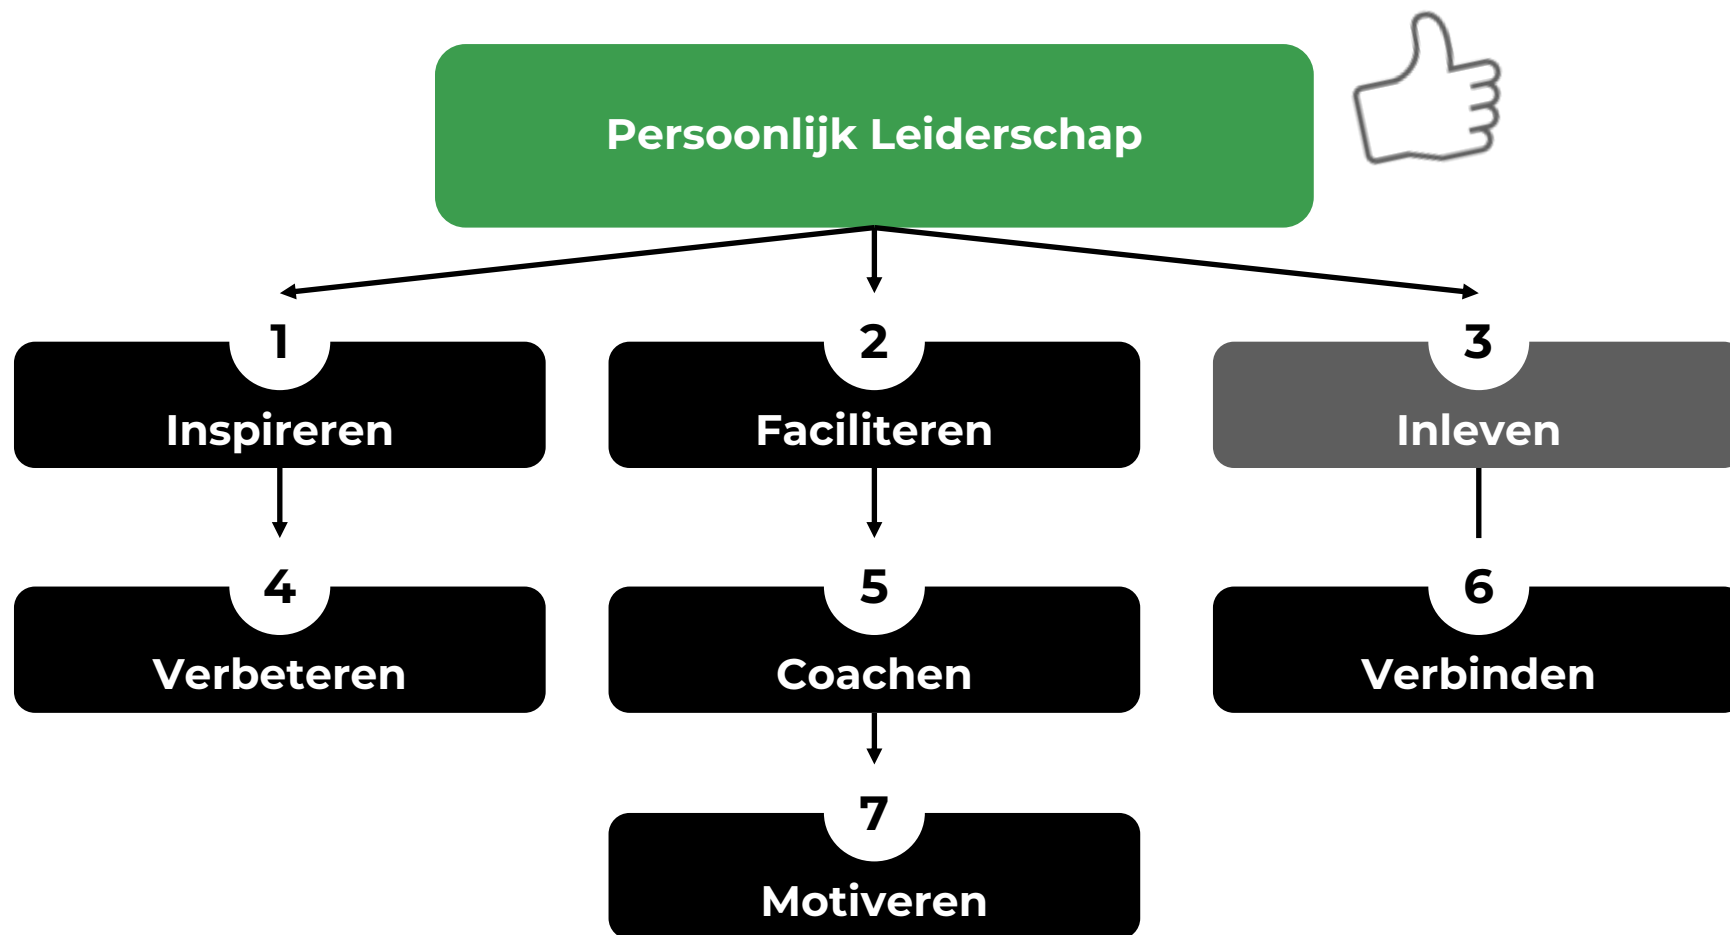 Persoonlijk Leiderschap
1
2
3
Inspireren
Faciliteren
Inleven
4
5
6
Verbeteren
Coachen
Verbinden
7
Motiveren